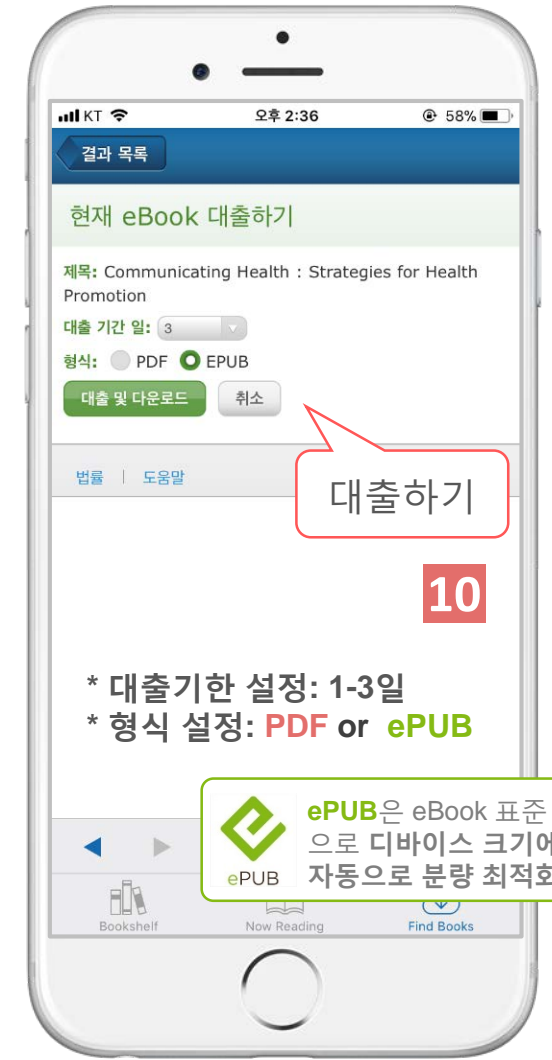 KT 오후 2:36 58%
결과 목록
현재 eBook 대출하기
제목: Communicating Health : Strategies for Health
Promotion
대출 기간 일: 3
형식: PDF EPUB
대출 및 다운로드 취소
법률 | 도움말
대출하기
10
* 대출기한 설정: 1-3일
* 형식 설정: PDF or ePUB
ePUB은 eBook 표준
으로 디바이스 크기에
자동으로 분량 최적화
ePUB
Bookshelf Now Reading Find Books